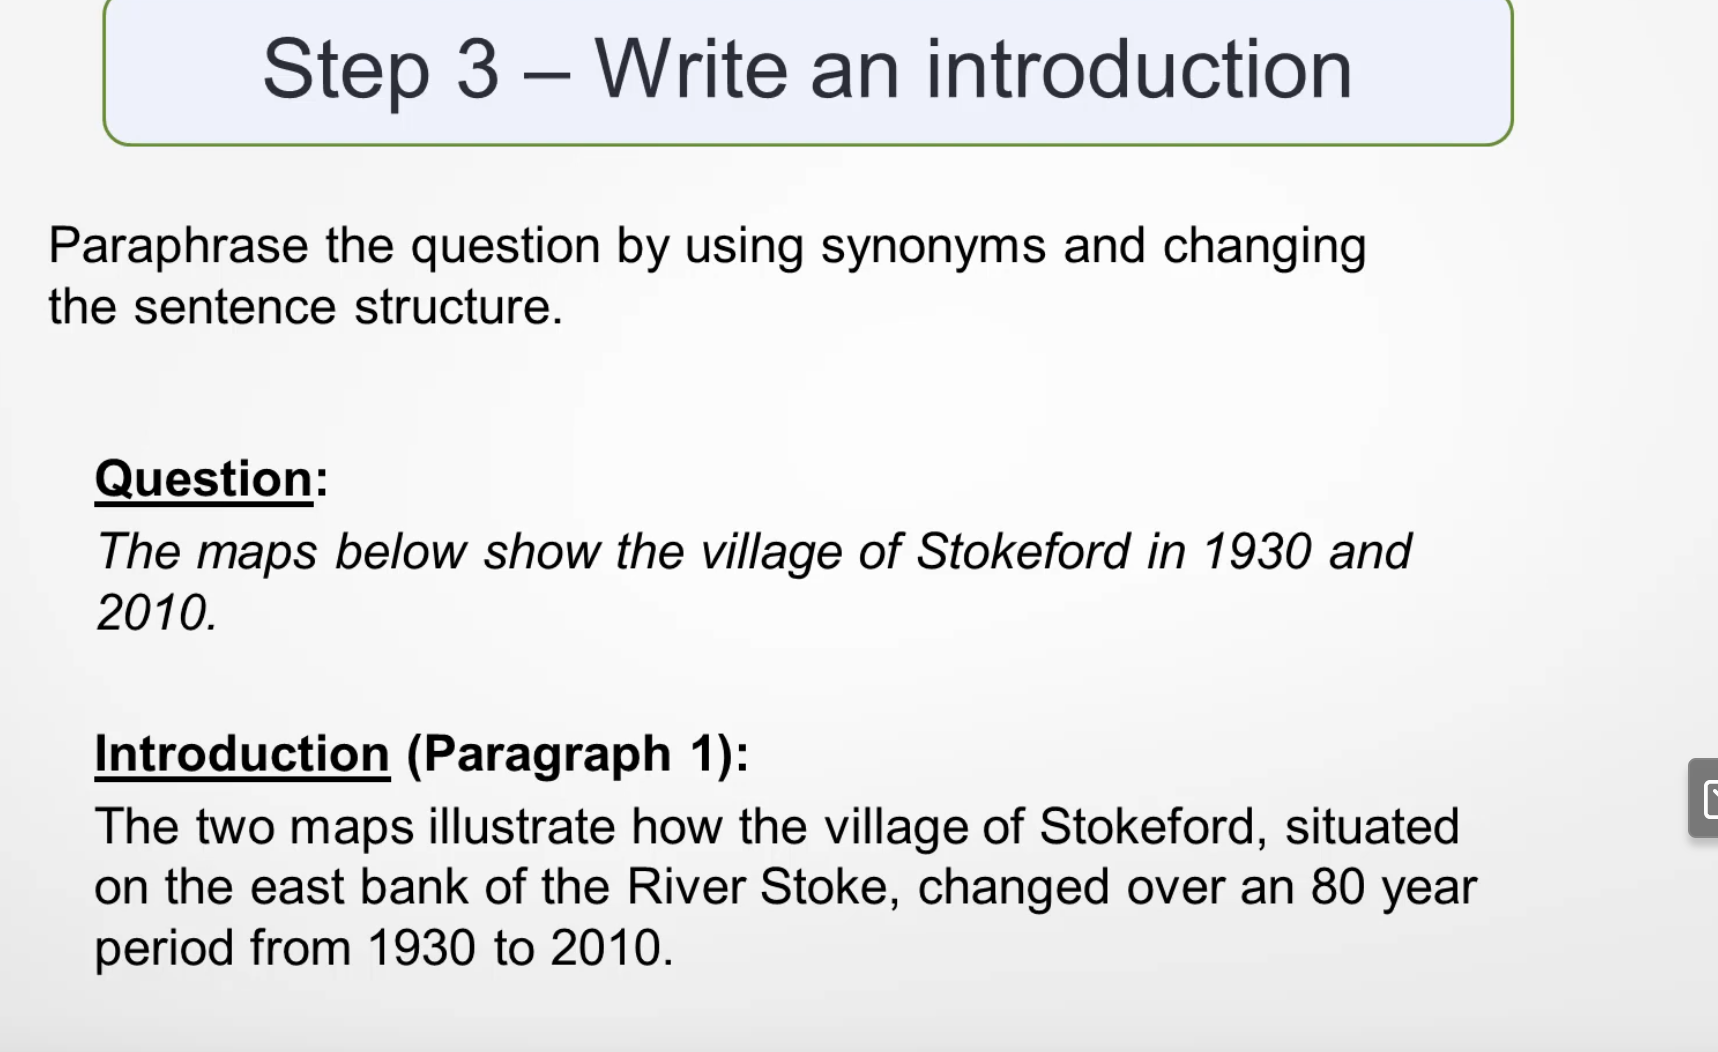 Step 3 – Write an introduction
Paraphrase the question by using synonyms and changing
the sentence structure.
Question:
The maps below show the village of Stokeford in 1930 and
2010.
Introduction (Paragraph 1):
The two maps illustrate how the village of Stokeford, situated
on the east bank of the River Stoke, changed over an 80 year
period from 1930 to 2010.